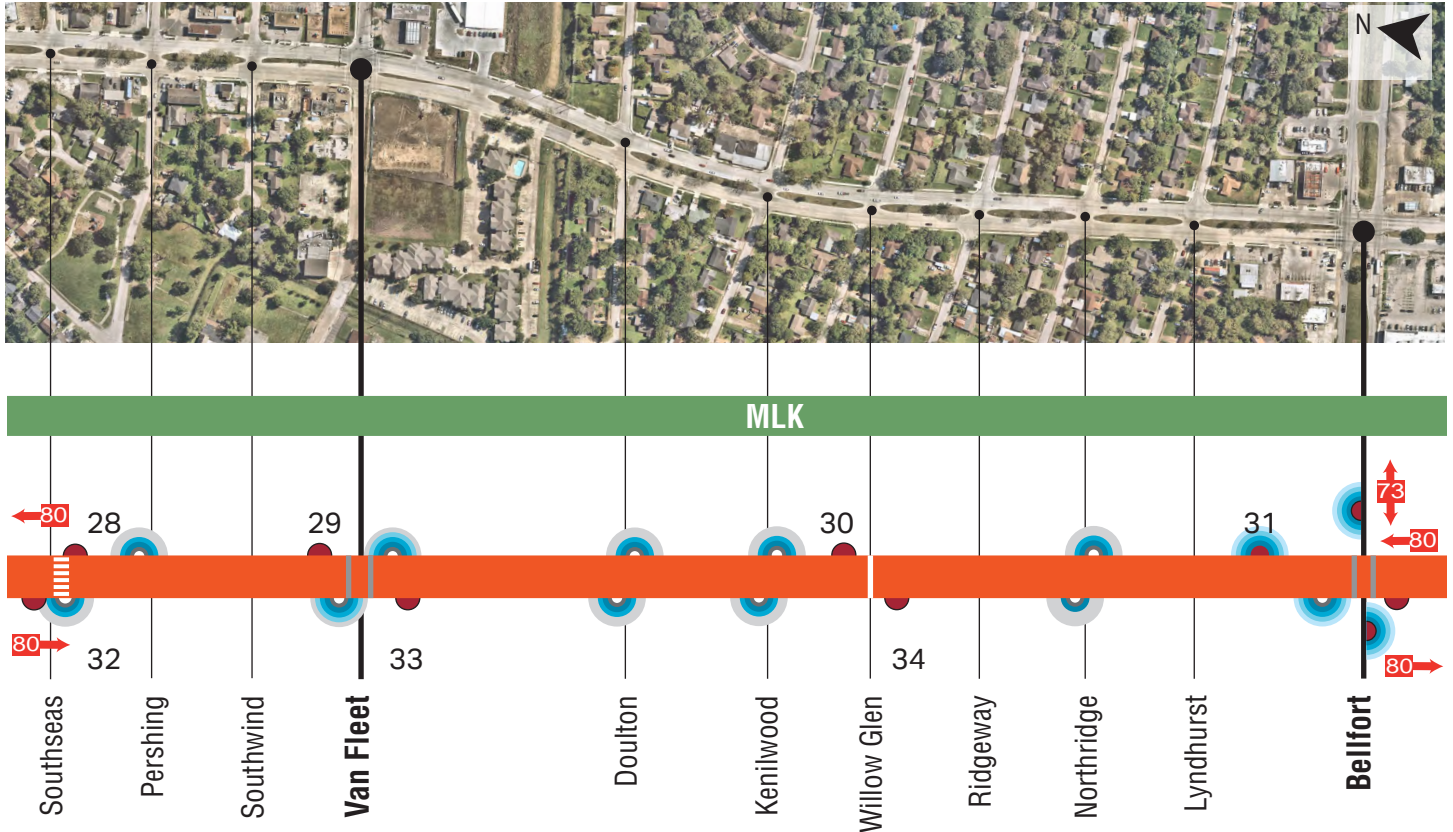 N
MLK
80
28
29
30
31
73
80
80
32
33
34
80
Southseas
Pershing
Southwind
Van Fleet
Doulton
Kenilwood
Willow Glen
Ridgeway
Northridge
Lyndhurst
Bellfort